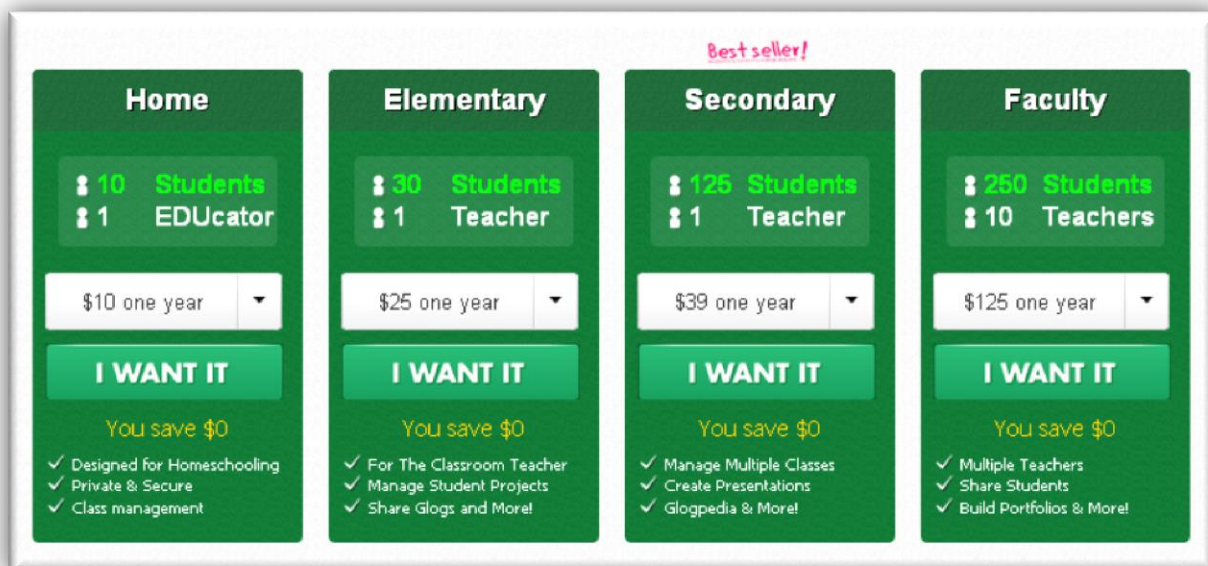 Best seller!
Home
10 Students
1 EDUcator
$10 one year
I WANT IT
You save $0
Designed for Homeschooling
Private & Secure
Class management
Elementary
30 Students
1 Teacher
$25 one year
I WANT IT
You save $0
For The Classroom Teacher
Manage Student Projects
Share Glogs and More!
Secondary
125 Students
1 Teacher
$39 one year
I WANT IT
You save $0
Manage Multiple Classes
Create Presentations
Glogpedia & More!
Faculty
250 Students
10 Teachers
$125 one year
I WANT IT
You save $0
Multiple Teachers
Share Students
Build Portfolios & More!